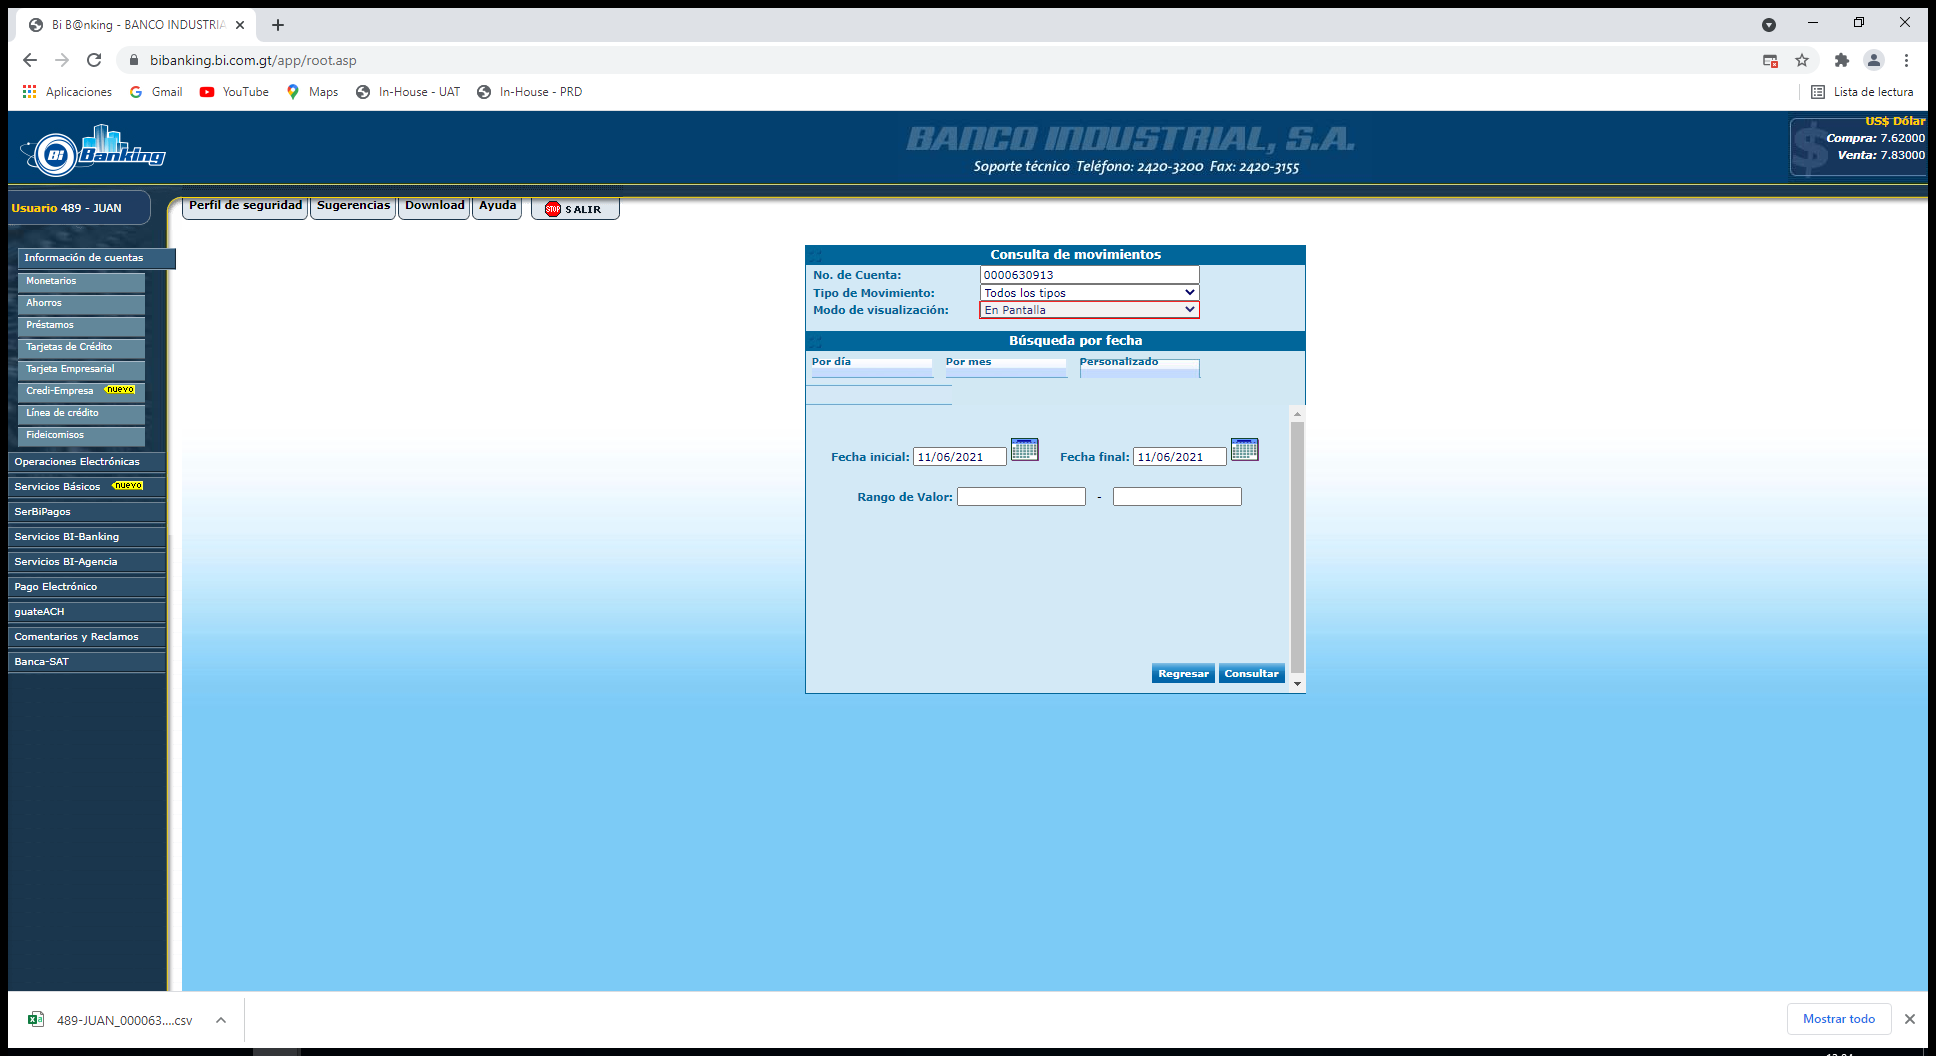 Bi B@nking - BANCO INDUSTRIA
bibanking.bi.com.gt/app/root.asp
Aplicaciones Gmail YouTube Maps In-House - UAT In-House - PRD Lista de lectura
Bi Banking
BANCO INDUSTRIAL, S.A.
Soporte técnico Teléfono: 2420-3200 Fax: 2420-3155
US$ Dólar
Compra: 7.62000
Venta: 7.83000
Usuario 489 - JUAN
Perfil de seguridad Sugerencias Download Ayuda STOP SALIR
Información de cuentas
Monetarios
Ahorros
Préstamos
Tarjetas de Crédito
Tarjeta Empresarial
Credi-Empresa nuevo
Línea de crédito
Fideicomisos
Operaciones Electrónicas
Servicios Básicos nuevo
SerBiPagos
Servicios BI-Banking
Servicios BI-Agencia
Pago Electrónico
guateACH
Comentarios y Reclamos
Banca-SAT
Consulta de movimientos
No. de Cuenta: 0000630913
Tipo de Movimiento: Todos los tipos
Modo de visualización: En Pantalla
Búsqueda por fecha
Por día Por mes Personalizado
Fecha inicial: 11/06/2021 Fecha final: 11/06/2021
Rango de Valor: -
Regresar Consultar
489-JUAN_000063....csv
Mostrar todo